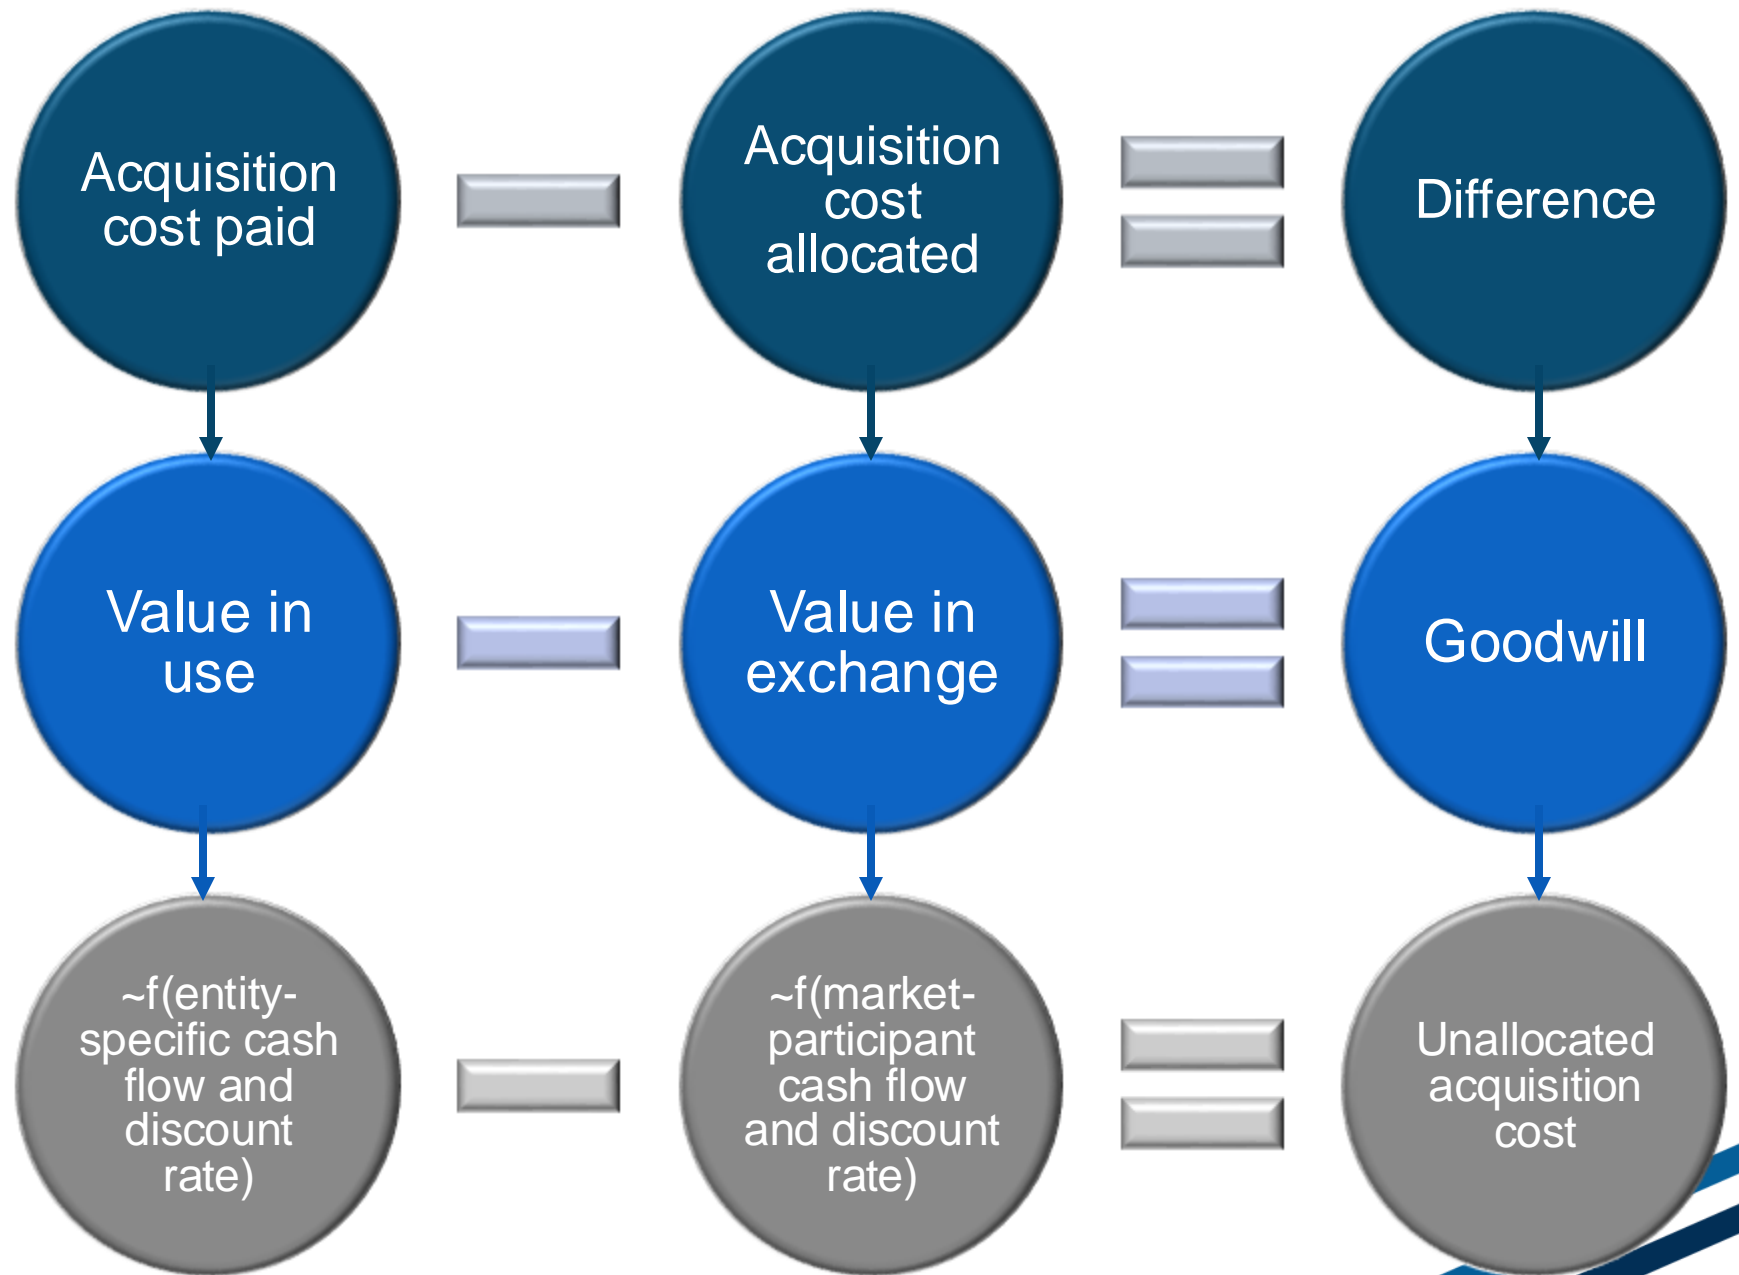 Acquisition
cost paid
Acquisition
cost
allocated
Difference
Value in
use
Value in
exchange
Goodwill
~f(entity-
specific cash
flow and
discount
rate)
~f(market-
participant
cash flow
and discount
rate)
Unallocated
acquisition
cost